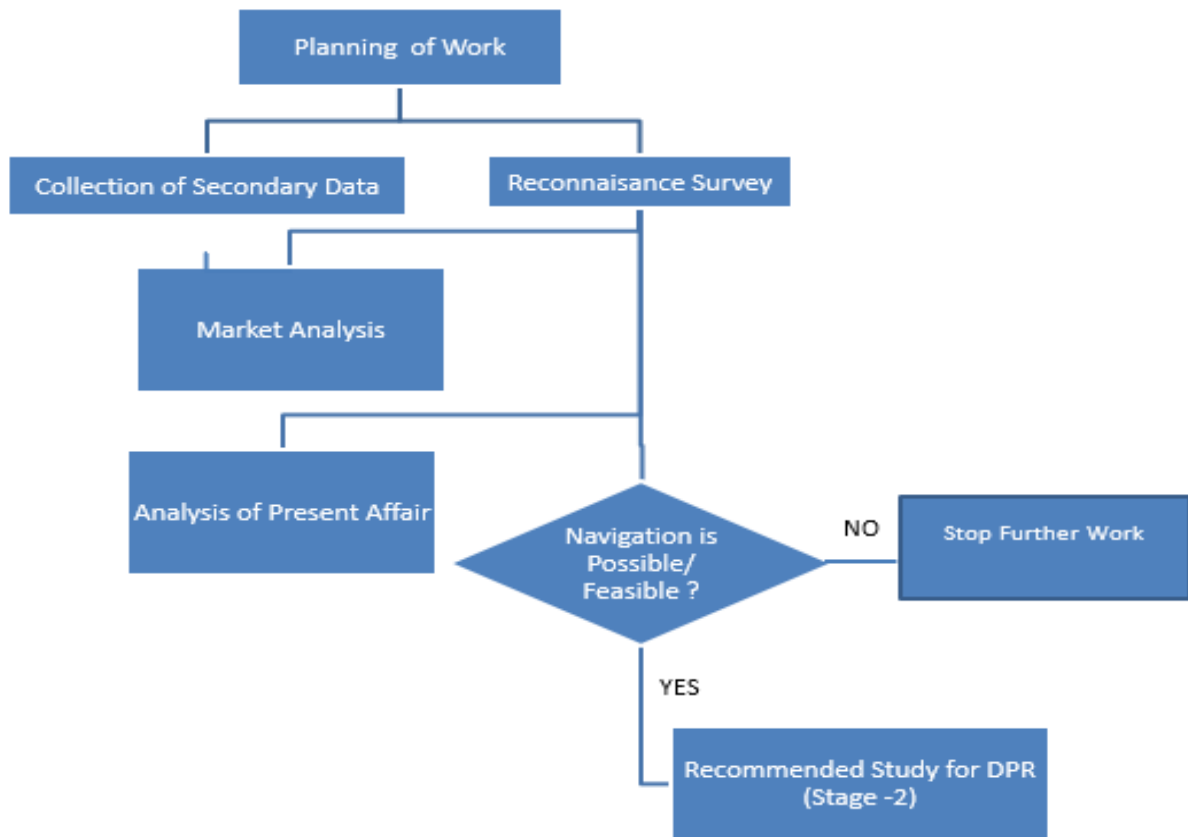 Planning of Work
Collection of Secondary Data
Reconnaisance Survey
Market Analysis
Analysis of Present Affair
Navigation is
Possible/
Feasible ?
NO
Stop Further Work
YES
Recommended Study for DPR
(Stage -2)